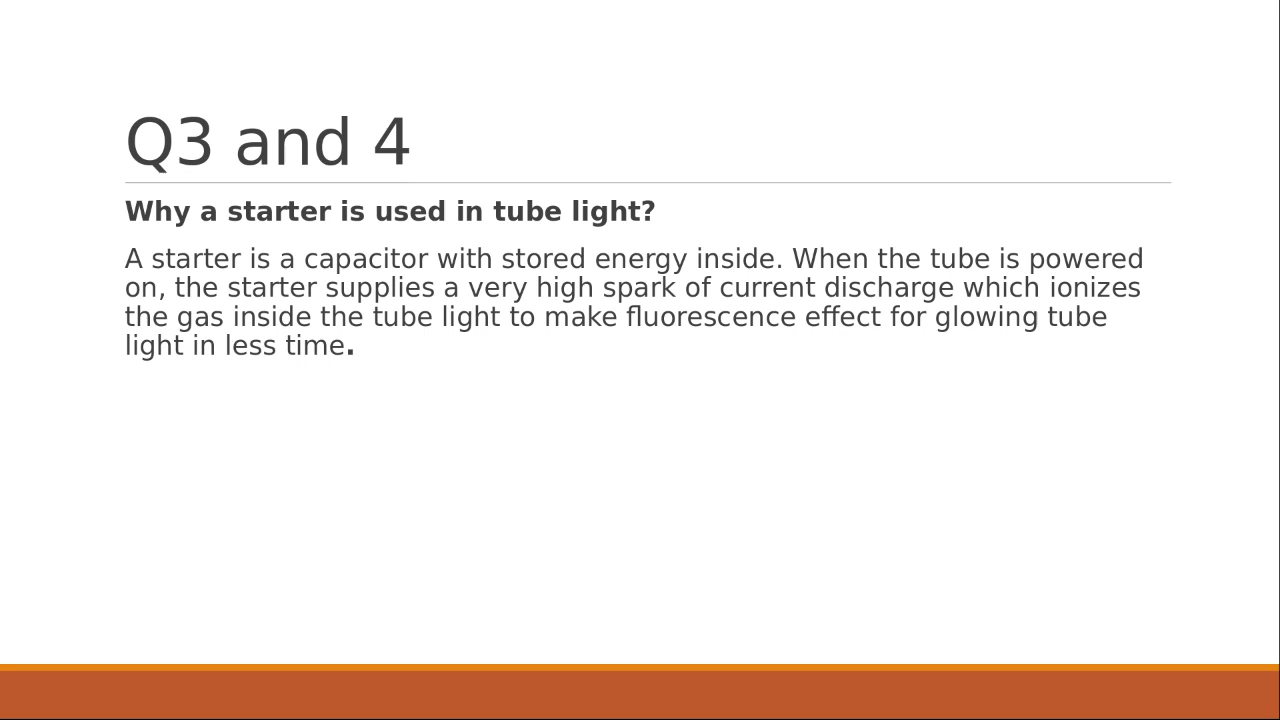 Q3 and 4
Why a starter is used in tube light?
A starter is a capacitor with stored energy inside. When the tube is powered
on, the starter supplies a very high spark of current discharge which ionizes
the gas inside the tube light to make fluorescence effect for glowing tube
light in less time.